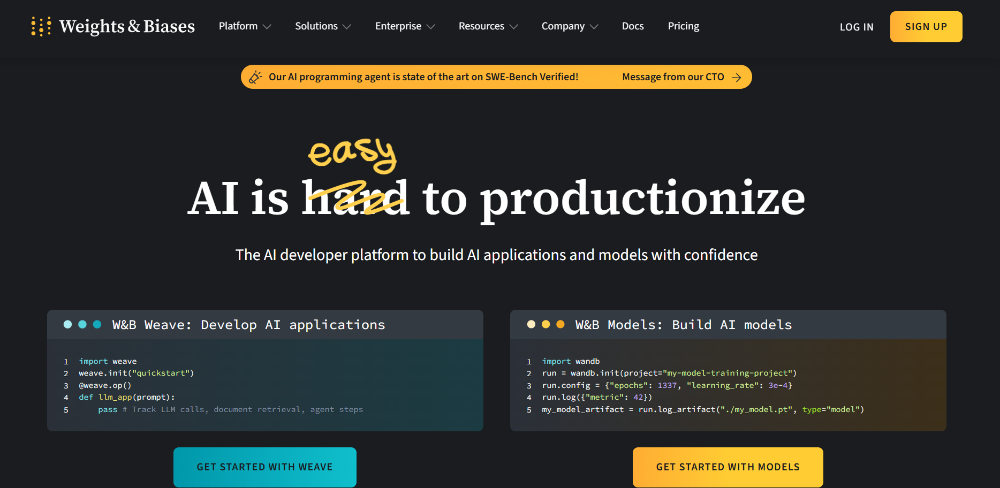 Weights & Biases Platform Solutions Enterprise Resources Company Docs Pricing LOG IN SIGN UP
Our AI programming agent is state of the art on SWE-Bench Verified! Message from our CTO
easy
AI is hard to productionize
The AI developer platform to build AI applications and models with confidence
W&B Weave: Develop AI applications
1 import weave
2 weave.init("quickstart")
3 @weave.op()
4 def llm_app(prompt):
5 pass # Track LLM calls, document retrieval, agent steps
GET STARTED WITH WEAVE
W&B Models: Build AI models
1 import wandb
2 run = wandb.init(project="my-model-training-project")
3 run.config = {"epochs": 1337, "learning_rate": 3e-4}
4 run.log({"metric": 42})
5 my_model_artifact = run.log_artifact("./my_model.pt", type="model")
GET STARTED WITH MODELS